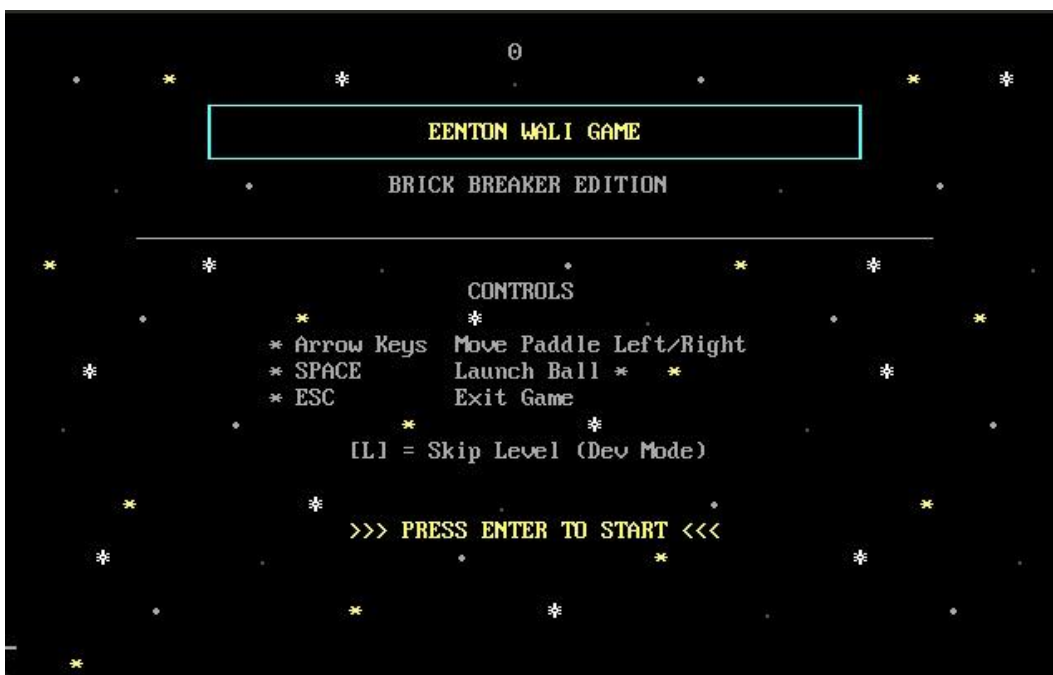 0
EENTON WALI GAME
BRICK BREAKER EDITION
CONTROLS
* Arrow Keys Move Paddle Left/Right
* SPACE Launch Ball *
* ESC Exit Game
[L] = Skip Level (Dev Mode)
>>> PRESS ENTER TO START <<<